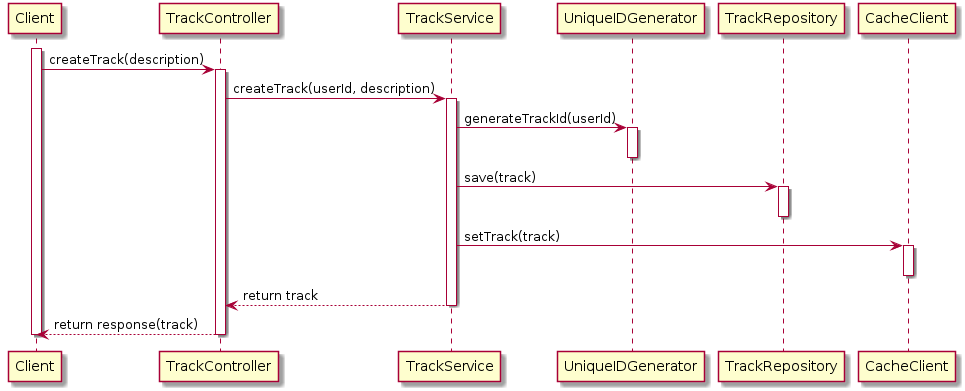 Client TrackController TrackService UniqueIDGenerator TrackRepository CacheClient
createTrack(description)
createTrack(userId, description)
generateTrackId(userId)
save(track)
setTrack(track)
return track
return response(track)
Client TrackController TrackService UniqueIDGenerator TrackRepository CacheClient